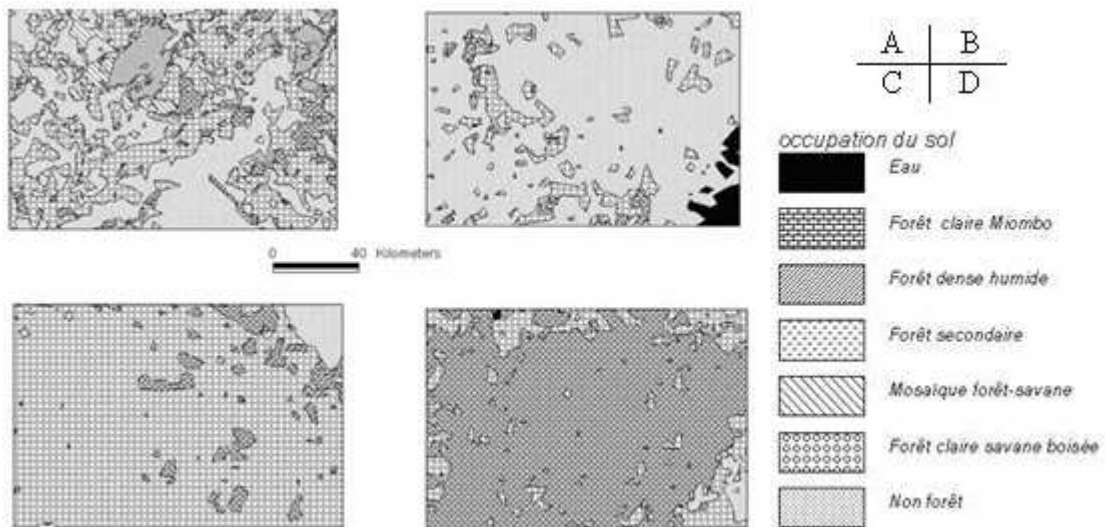 A B
C D
0 40 Kilometers
occupation du sol
Eau
Forêt claire Miombo
Forêt dense humide
Forêt secondaire
Mosaïque forêt-savane
Forêt claire savane boisée
Non forêt